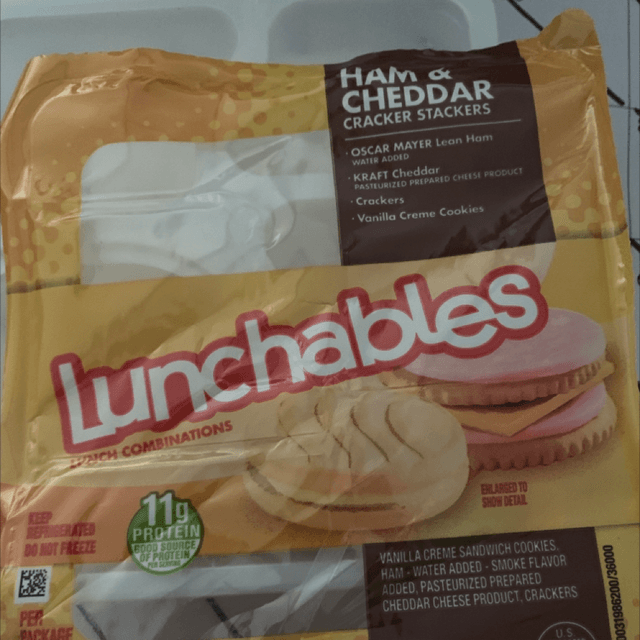 HAM &
CHEDDAR
CRACKER STACKERS
· OSCAR MAYER Lean Ham
WATER ADDED
· KRAFT Cheddar
PASTEURIZED PREPARED CHEESE PRODUCT
· Crackers
· Vanilla Creme Cookies
Lunchables
LUNCH COMBINATIONS
ENLARGED TO
SHOW DETAIL
KEEP
REFRIGERATED
DO NOT FREEZE
11g
PROTEIN
GOOD SOURCE
OF PROTEIN
PER
PACKAGE
VANILLA CREME SANDWICH COOKIES,
HAM - WATER ADDED - SMOKE FLAVOR
ADDED, PASTEURIZED PREPARED
CHEDDAR CHEESE PRODUCT, CRACKERS
U.S.